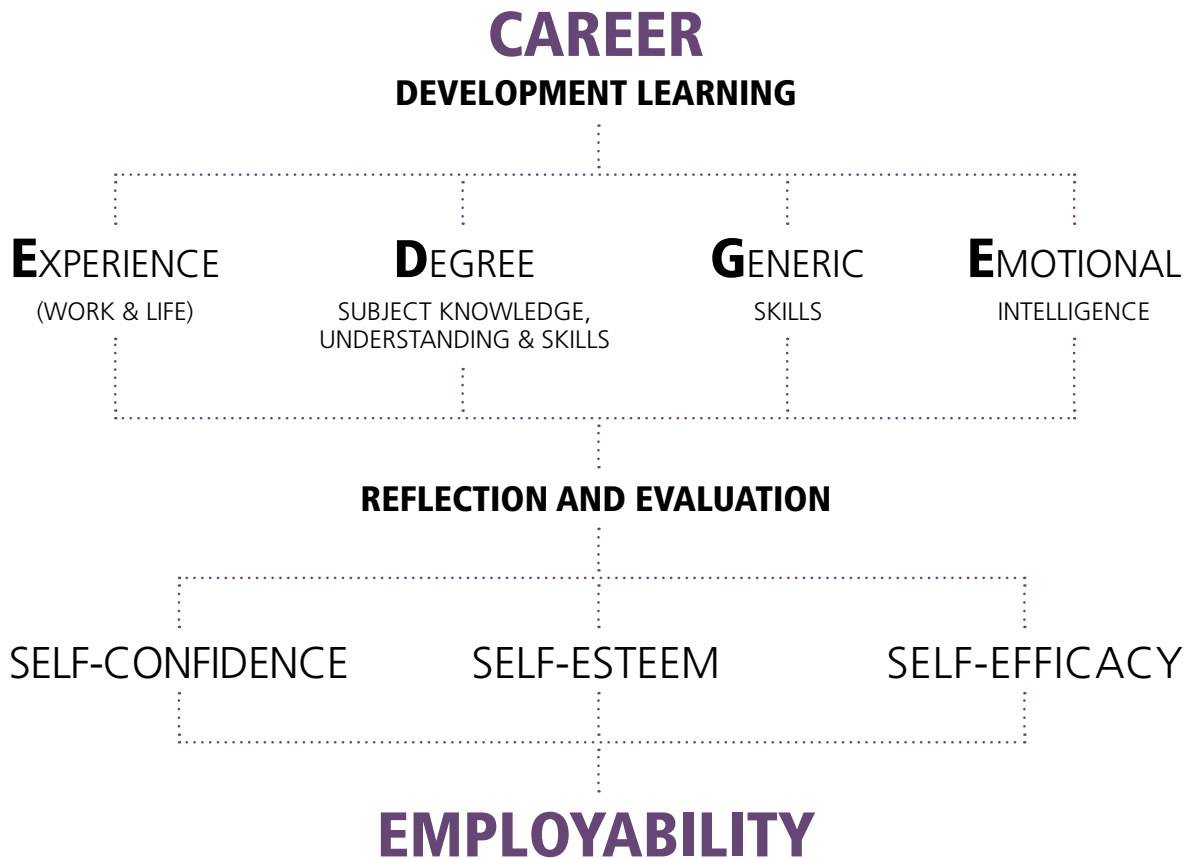 CAREER
DEVELOPMENT LEARNING
EXPERIENCE
(WORK & LIFE)
DEGREE
SUBJECT KNOWLEDGE,
UNDERSTANDING & SKILLS
GENERIC
SKILLS
EMOTIONAL
INTELLIGENCE
REFLECTION AND EVALUATION
SELF-CONFIDENCE
SELF-ESTEEM
SELF-EFFICACY
EMPLOYABILITY